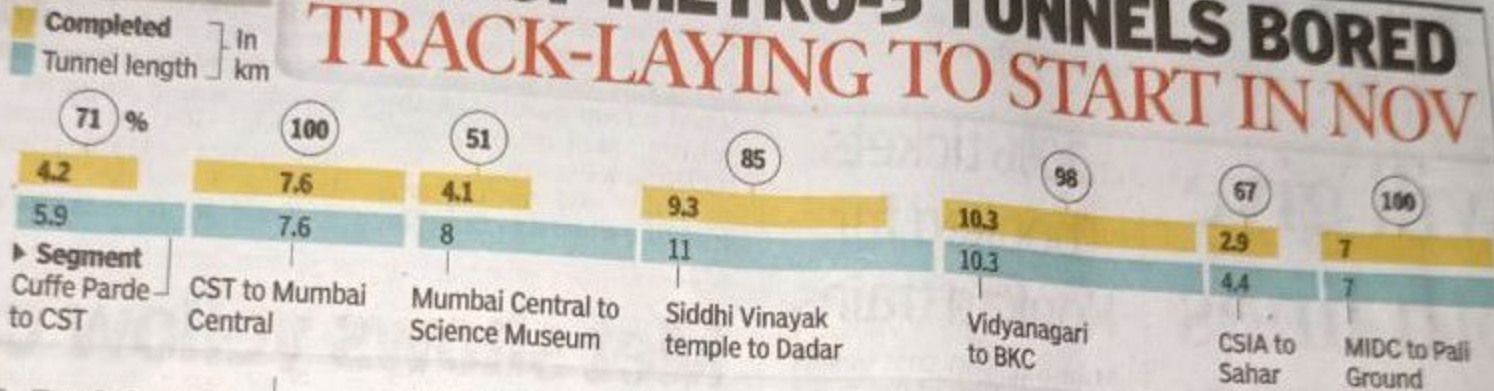 METRO-3 TUNNELS BORED
TRACK-LAYING TO START IN NOV
Completed
Tunnel length
In
km
71 %
100
51
85
98
67
100
4.2
7.6
4.1
9.3
10.3
2.9
7
5.9
7.6
8
11
10.3
4.4
7
▶ Segment
Cuffe Parde
to CST
CST to Mumbai
Central
Mumbai Central to
Science Museum
Siddhi Vinayak
temple to Dadar
Vidyanagari
to BKC
CSIA to
Sahar
MIDC to Pali
Ground